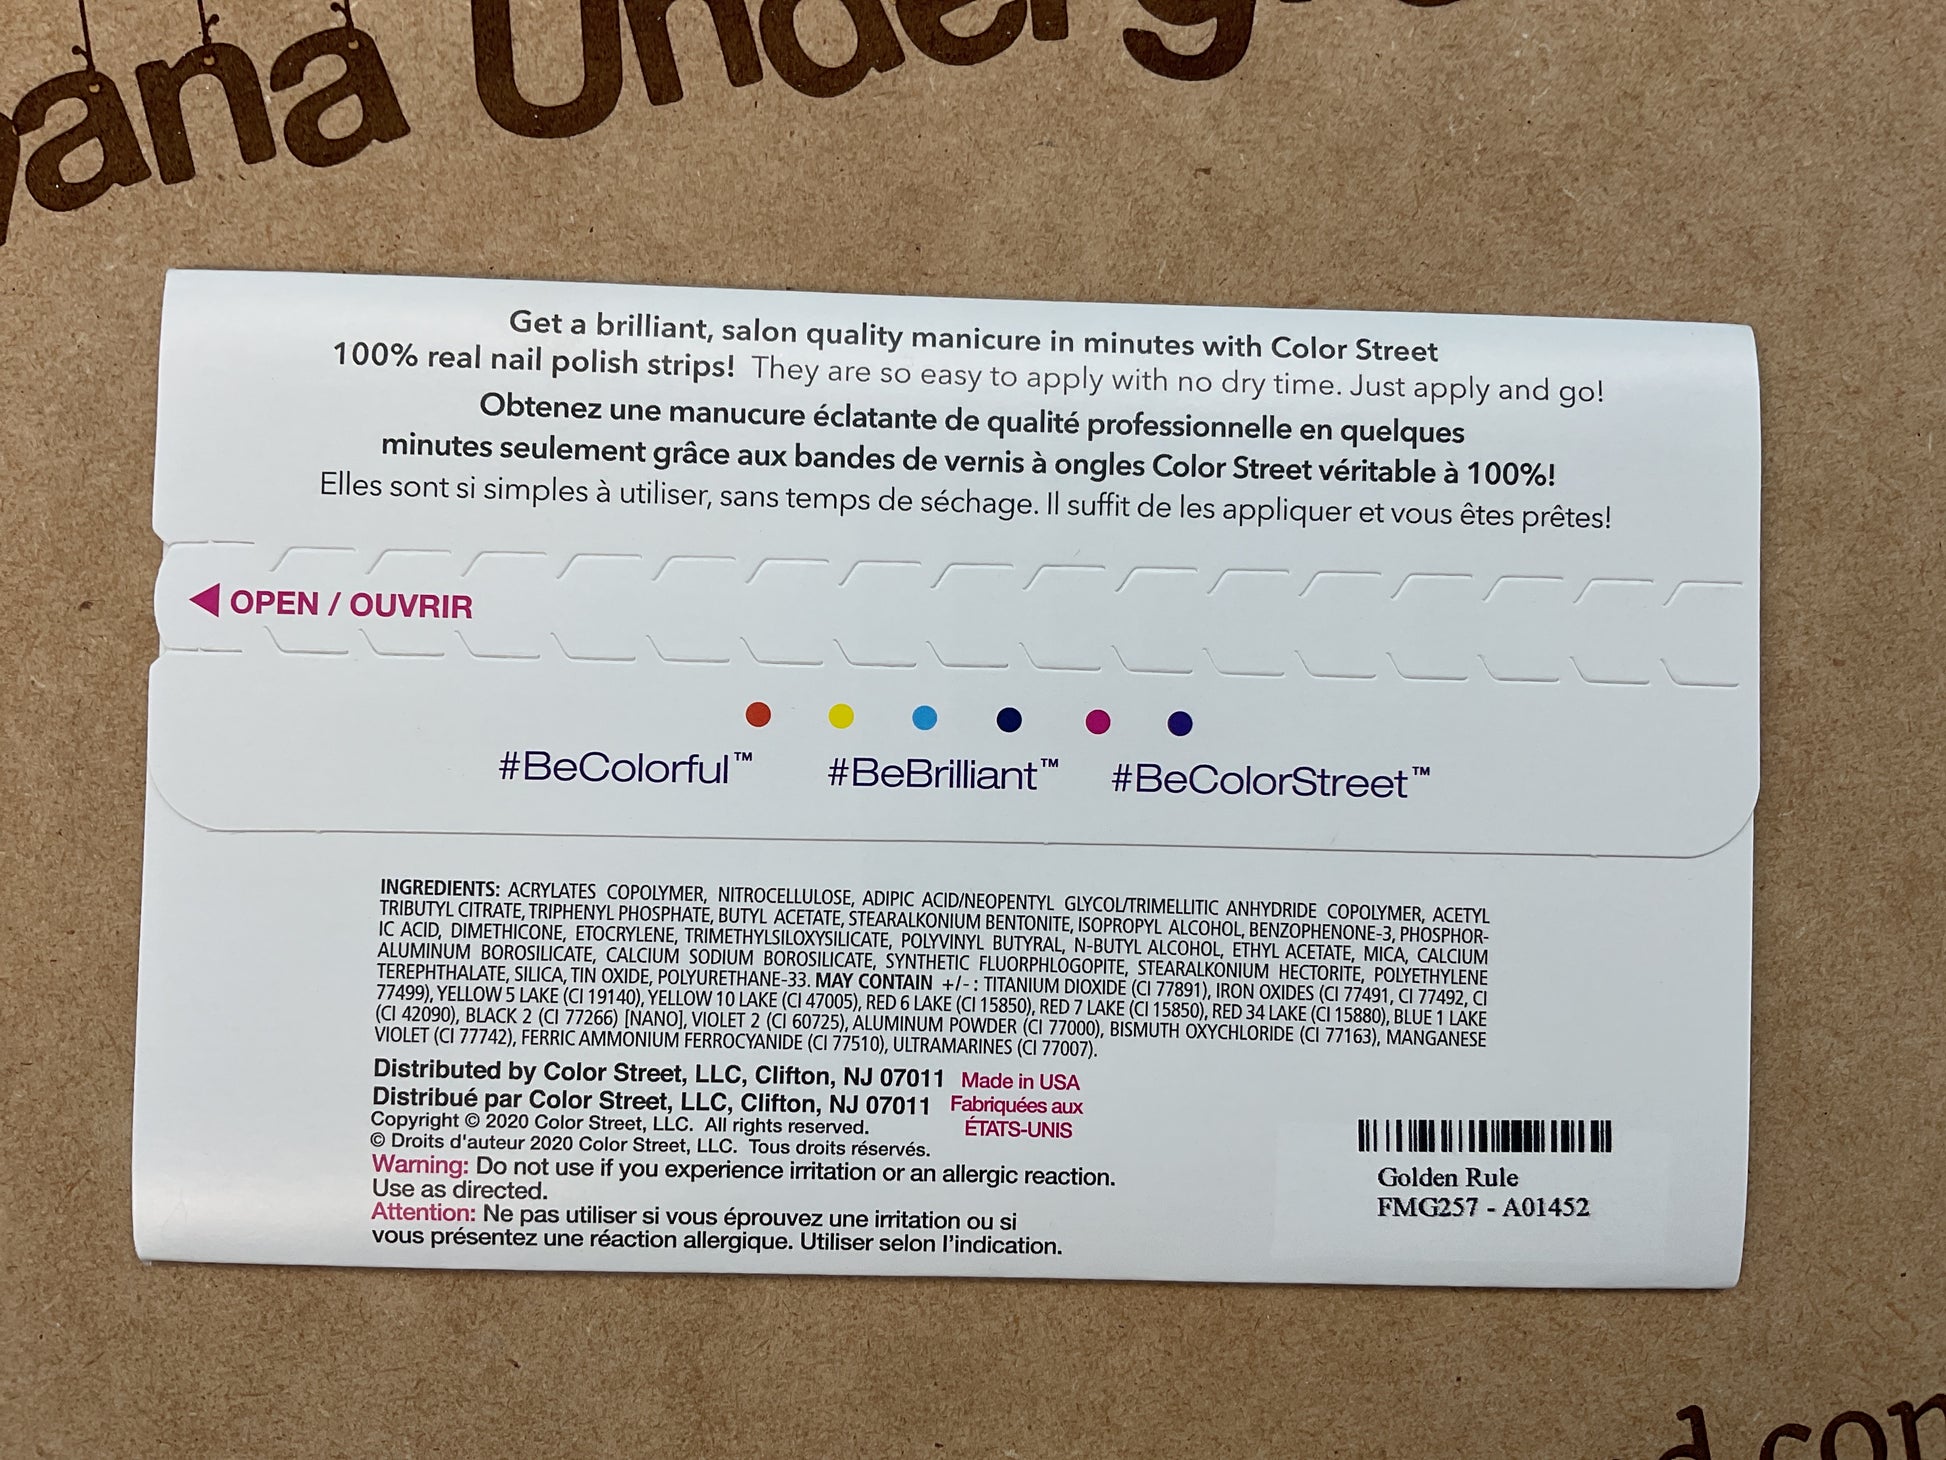 Get a brilliant, salon quality manicure in minutes with Color Street
100% real nail polish strips! They are so easy to apply with no dry time. Just apply and go!
Obtenez une manucure éclatante de qualité professionnelle en quelques
minutes seulement grâce aux bandes de vernis à ongles Color Street véritable à 100%!
Elles sont si simples à utiliser, sans temps de séchage. Il suffit de les appliquer et vous êtes prêtes!
OPEN / OUVRIR
#BeColorful™ #BeBrilliant™ #BeColorStreet™
INGREDIENTS: ACRYLATES COPOLYMER, NITROCELLULOSE, ADIPIC ACID/NEOPENTYL GLYCOL/TRIMELLITIC ANHYDRIDE COPOLYMER, ACETYL
TRIBUTYL CITRATE, TRIPHENYL PHOSPHATE, BUTYL ACETATE, STEARALKONIUM BENTONITE, ISOPROPYL ALCOHOL, BENZOPHENONE-3, PHOSPHOR-
IC ACID, DIMETHICONE, ETOCRYLENE, TRIMETHYLSILOXYSILICATE, POLYVINYL BUTYRAL, N-BUTYL ALCOHOL, ETHYL ACETATE, MICA, CALCIUM
ALUMINUM BOROSILICATE, CALCIUM SODIUM BOROSILICATE, SYNTHETIC FLUORPHLOGOPITE, STEARALKONIUM HECTORITE, POLYETHYLENE
TEREPHTHALATE, SILICA, TIN OXIDE, POLYURETHANE-33. MAY CONTAIN +/- : TITANIUM DIOXIDE (CI 77891), IRON OXIDES (CI 77491, CI 77492, CI
77499), YELLOW 5 LAKE (CI 19140), YELLOW 10 LAKE (CI 47005), RED 6 LAKE (CI 15850), RED 7 LAKE (CI 15850), RED 34 LAKE (CI 15880), BLUE 1 LAKE
(CI 42090), BLACK 2 (CI 77266) [NANO], VIOLET 2 (CI 60725), ALUMINUM POWDER (CI 77000), BISMUTH OXYCHLORIDE (CI 77163), MANGANESE
VIOLET (CI 77742), FERRIC AMMONIUM FERROCYANIDE (CI 77510), ULTRAMARINES (CI 77007).
Distributed by Color Street, LLC, Clifton, NJ 07011 Made in USA
Distribué par Color Street, LLC, Clifton, NJ 07011 Fabriquées aux
ÉTATS-UNIS
Copyright © 2020 Color Street, LLC. All rights reserved.
© Droits d'auteur 2020 Color Street, LLC. Tous droits réservés.
Warning: Do not use if you experience irritation or an allergic reaction.
Use as directed.
Attention: Ne pas utiliser si vous éprouvez une irritation ou si
vous présentez une réaction allergique. Utiliser selon l'indication.
Golden Rule
FMG257 - A01452